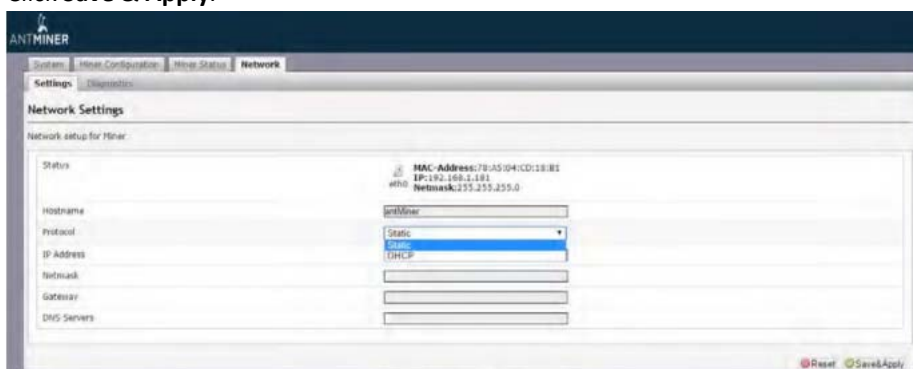 Click Save & Apply.
ANTMINER
System Miner Configuration Miner Status Network
Settings Diagnostics
Network Settings
Network setup for Miner
Status
MAC-Address:78:A5:04:CD:18:B1
eth0 IP:192.168.1.181
Netmask:255.255.255.0
Hostname antMiner
Protocol Static
Static
IP Address DHCP
Netmask
Gateway
DNS Servers
Reset Save&Apply